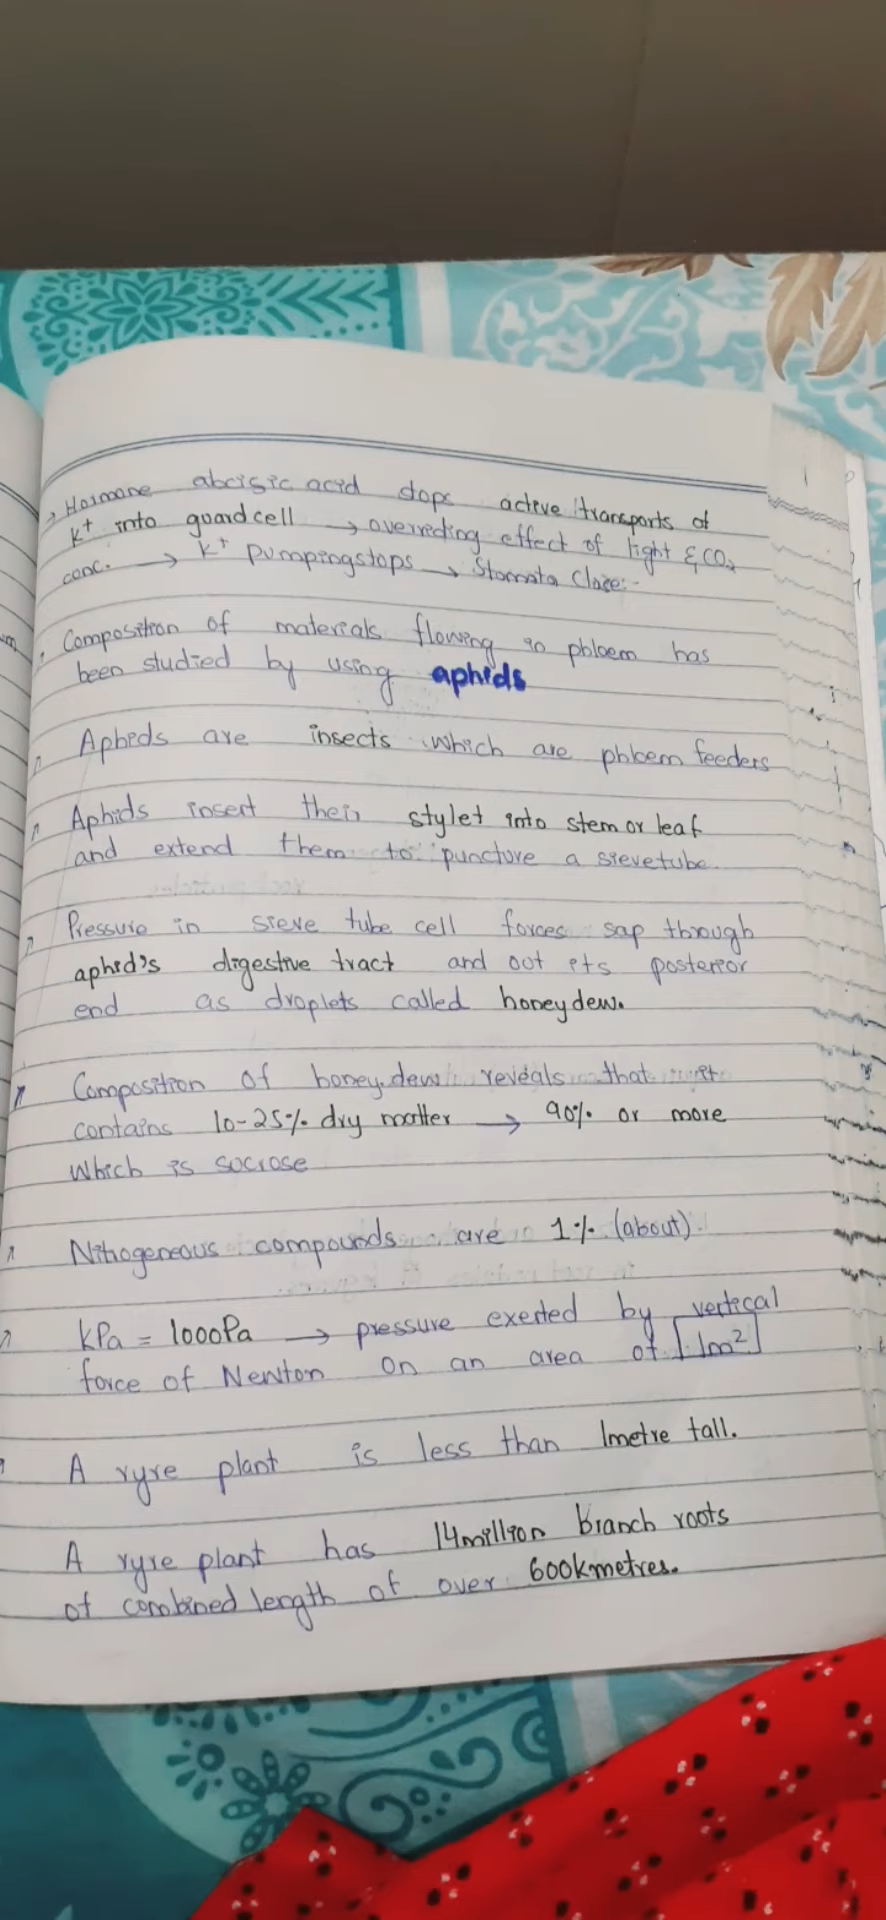 → Hormone abcisic acid stops active transports of
K⁺ into guard cell → overreding effect of light & CO₂
conc. → K⁺ pumping stops → Stomata Close:-
Composition of materials flowing in phloem has
been studied by using aphids
Aphids are insects which are phloem feeders
Aphids insert their stylet into stem or leaf
and extend them to puncture a sieve tube.
Pressure in sieve tube cell forces sap through
aphid's digestive tract and out its posterior
end as droplets called honeydew.
Composition of honey dew reveals that it
contains 10-25% dry matter → 90% or more
which is sucrose
Nitrogeneous compounds are 1% (about)
kPa = 1000Pa → pressure exerted by vertical
force of Newton on an area of [1m²]
A ryre plant is less than 1metre tall.
A ryre plant has 14million branch roots
of combined length of over 600kmetres.